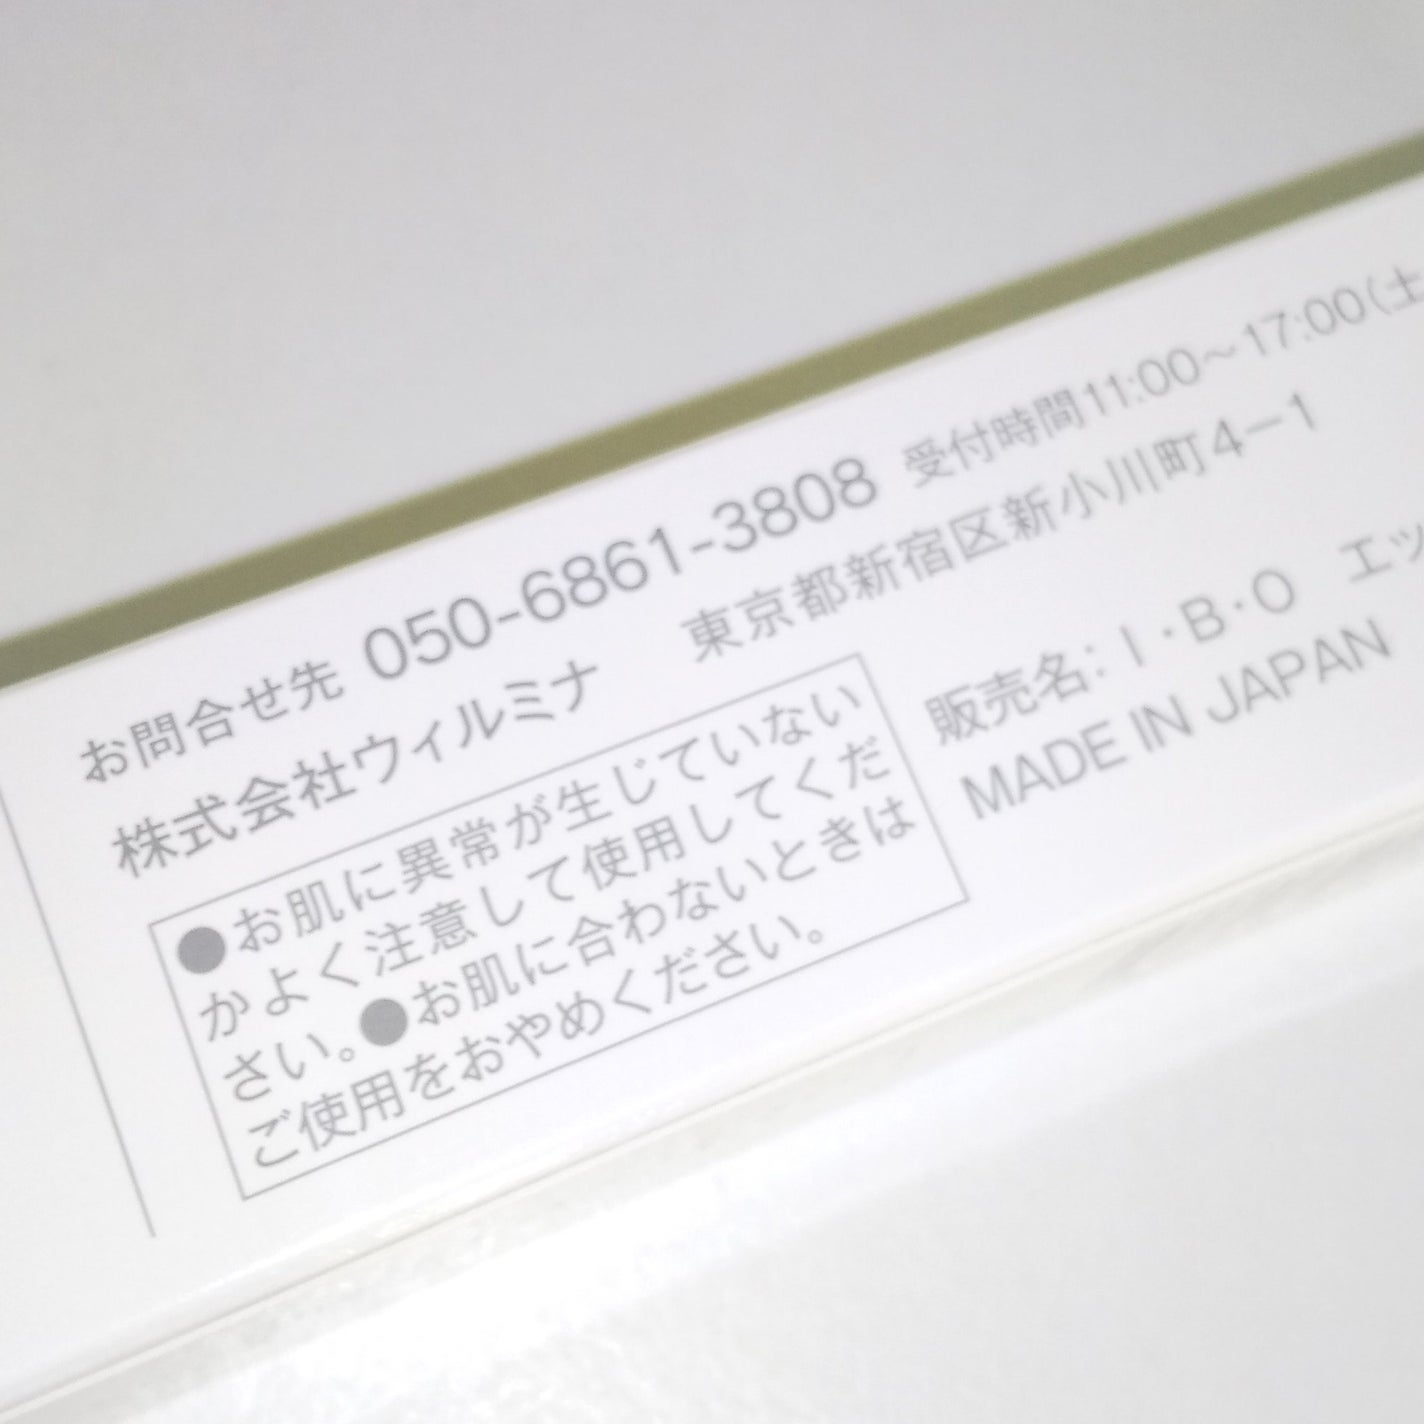 お問合せ先 050-6861-3808 受付時間11:00〜17:00(土
株式会社ウィルミナ 東京都新宿区新小川町4−1
●お肌に異常が生じていない
かよく注意して使用してくだ
さい。●お肌に合わないときは
ご使用をおやめください。
販売名:I・B・O エッ
MADE IN JAPAN